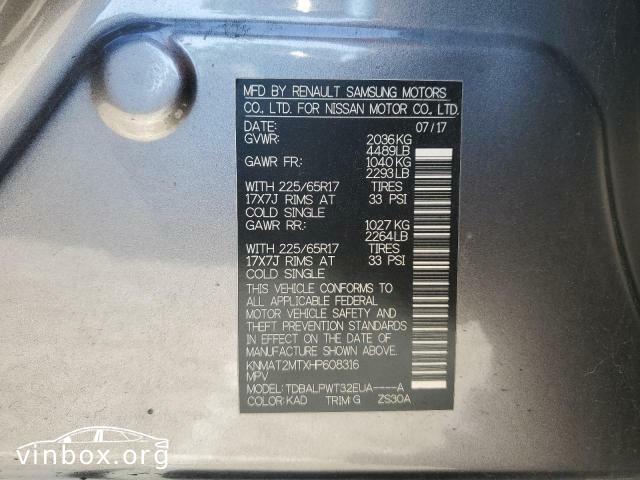 MFD BY RENAULT SAMSUNG MOTORS
CO., LTD. FOR NISSAN MOTOR CO., LTD.
DATE: 07/17
GVWR: 2036KG
4489LB
GAWR FR: 1040KG
2293LB
WITH 225/65R17 TIRES
17X7J RIMS AT 33 PSI
COLD SINGLE
GAWR RR: 1027 KG
2264LB
WITH 225/65R17 TIRES
17X7J RIMS AT 33 PSI
COLD SINGLE
THIS VEHICLE CONFORMS TO
ALL APPLICABLE FEDERAL
MOTOR VEHICLE SAFETY AND
THEFT PREVENTION STANDARDS
IN EFFECT ON THE DATE OF
MANUFACTURE SHOWN ABOVE.
KNMAT2MTXHP608316
MPV
MODEL: TDBALPWT32EUA----A
COLOR: KAD TRIM: G ZS30A
vinbox.org